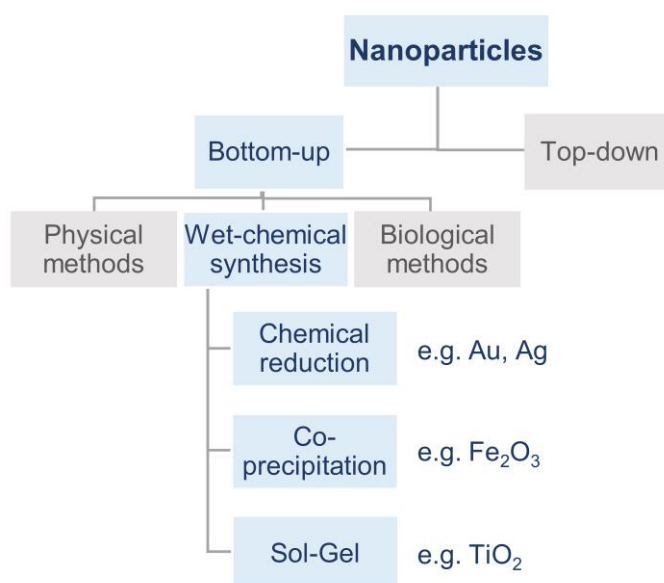 Nanoparticles
Bottom-up
Top-down
Physical
methods
Wet-chemical
synthesis
Biological
methods
Chemical
reduction
e.g. Au, Ag
Co-
precipitation
e.g. Fe₂O₃
Sol-Gel
e.g. TiO₂